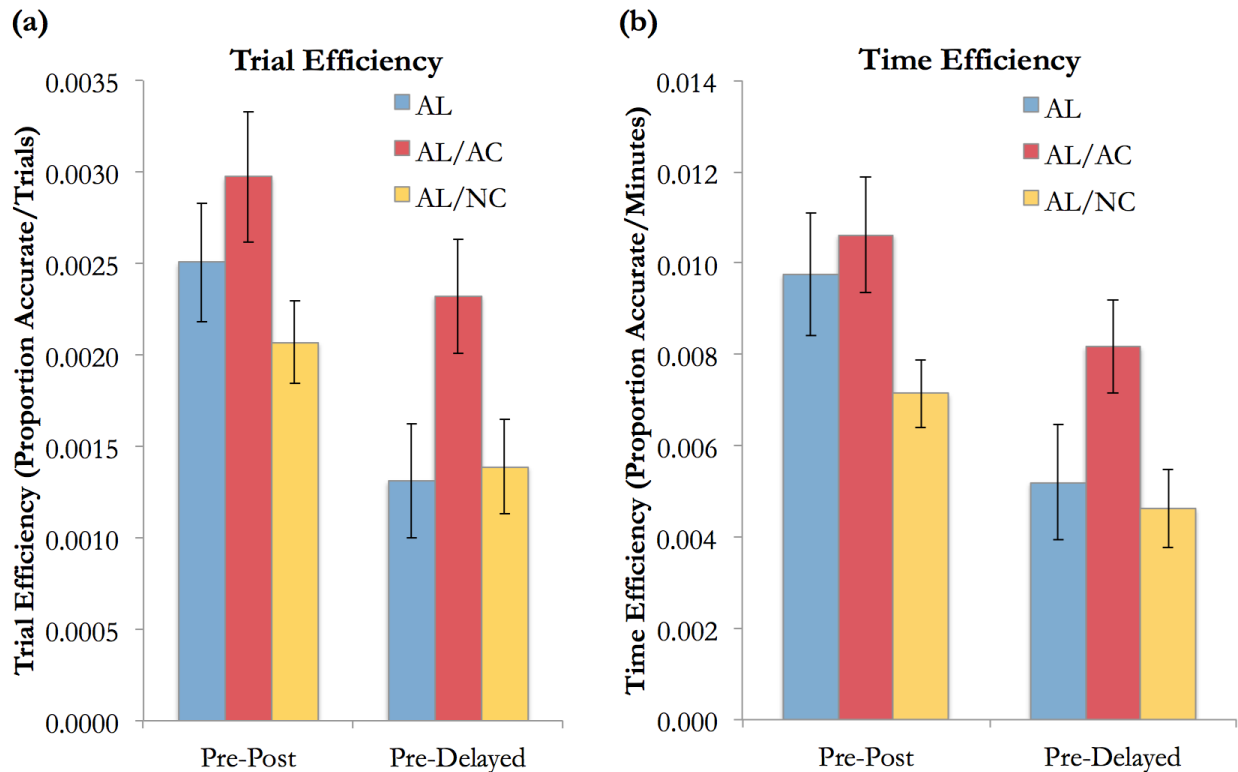 (a)
Trial Efficiency
Trial Efficiency (Proportion Accurate/Trials)
0.0035
0.0030
0.0025
0.0020
0.0015
0.0010
0.0005
0.0000
AL
AL/AC
AL/NC
Pre-Post
Pre-Delayed
(b)
Time Efficiency
Time Efficiency (Proportion Accurate/Minutes)
0.014
0.012
0.010
0.008
0.006
0.004
0.002
0.000
AL
AL/AC
AL/NC
Pre-Post
Pre-Delayed